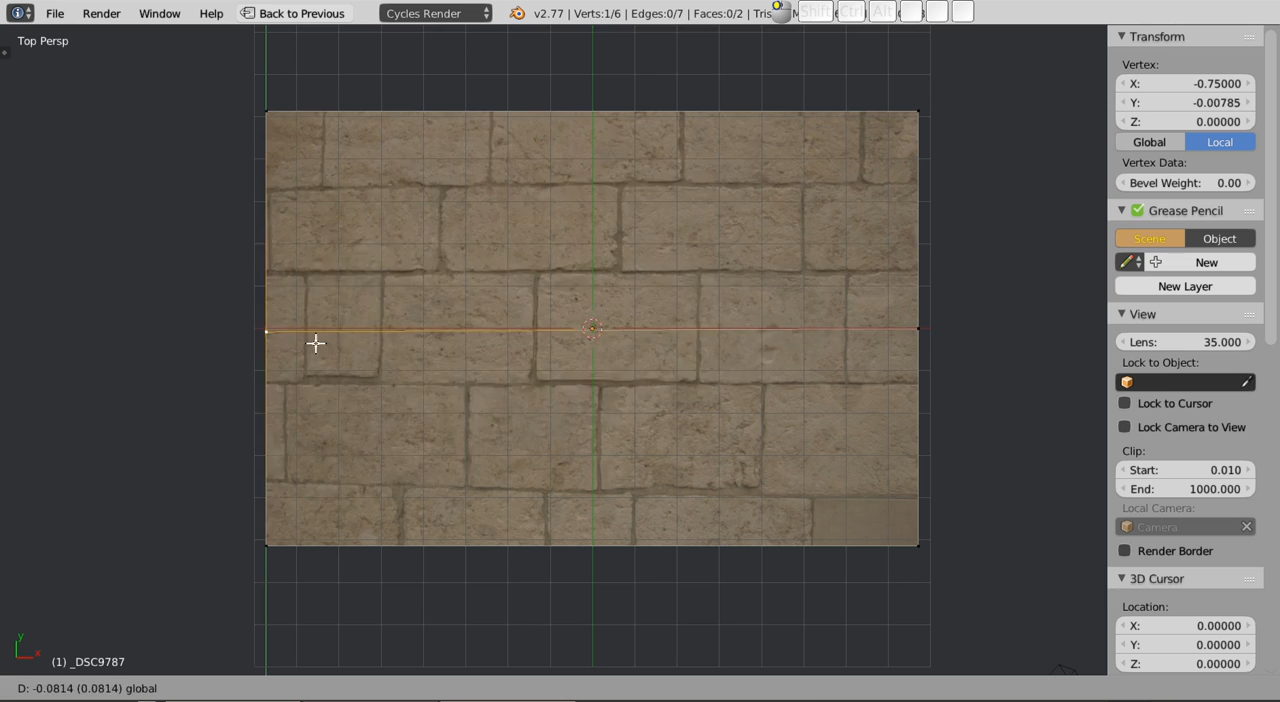 File Render Window Help Back to Previous Cycles Render v2.77 | Verts:1/6 | Edges:0/7 | Faces:0/2 | Tris Shift Ctrl Alt
Top Persp
Transform
Vertex:
X: -0.75000
Y: -0.00785
Z: 0.00000
Global Local
Vertex Data:
Bevel Weight: 0.00
Grease Pencil
Scene Object
New
New Layer
View
Lens: 35.000
Lock to Object:
Lock to Cursor
Lock Camera to View
Clip:
Start: 0.010
End: 1000.000
Local Camera:
Camera
Render Border
3D Cursor
Location:
X: 0.00000
Y: 0.00000
Z: 0.00000
y
x
(1) _DSC9787
D: -0.0814 (0.0814) global